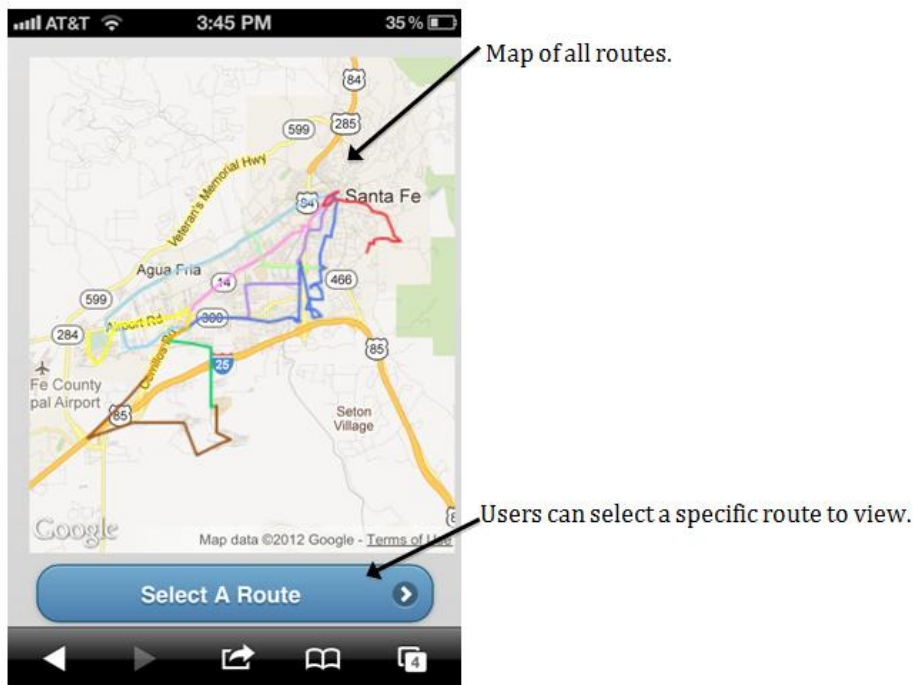 AT&T 3:45 PM 35%
Map of all routes.
84
599
285
Veteran's Memorial Hwy
84
Santa Fe
Agua Fria
14
466
599
Airport Rd
300
284
Cerrillos Rd
85
25
Fe County
pal Airport
85
Seton
Village
Google
Map data ©2012 Google - Terms of Use
Users can select a specific route to view.
Select A Route
4